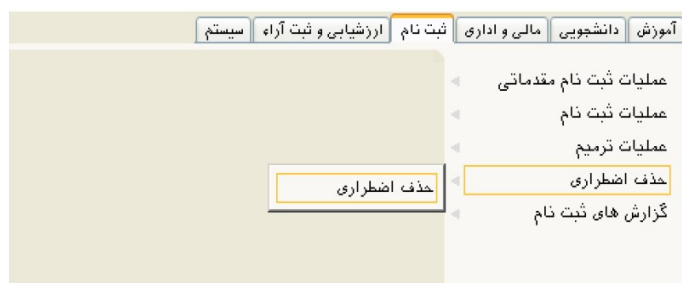 آموزش دانشجویی مالی و اداری ثبت نام ارزشیابی و ثبت آراء سیستم
عملیات ثبت نام مقدماتی
عملیات ثبت نام
عملیات ترمیم
حذف اضطراری
حذف اضطراری
گزارش های ثبت نام